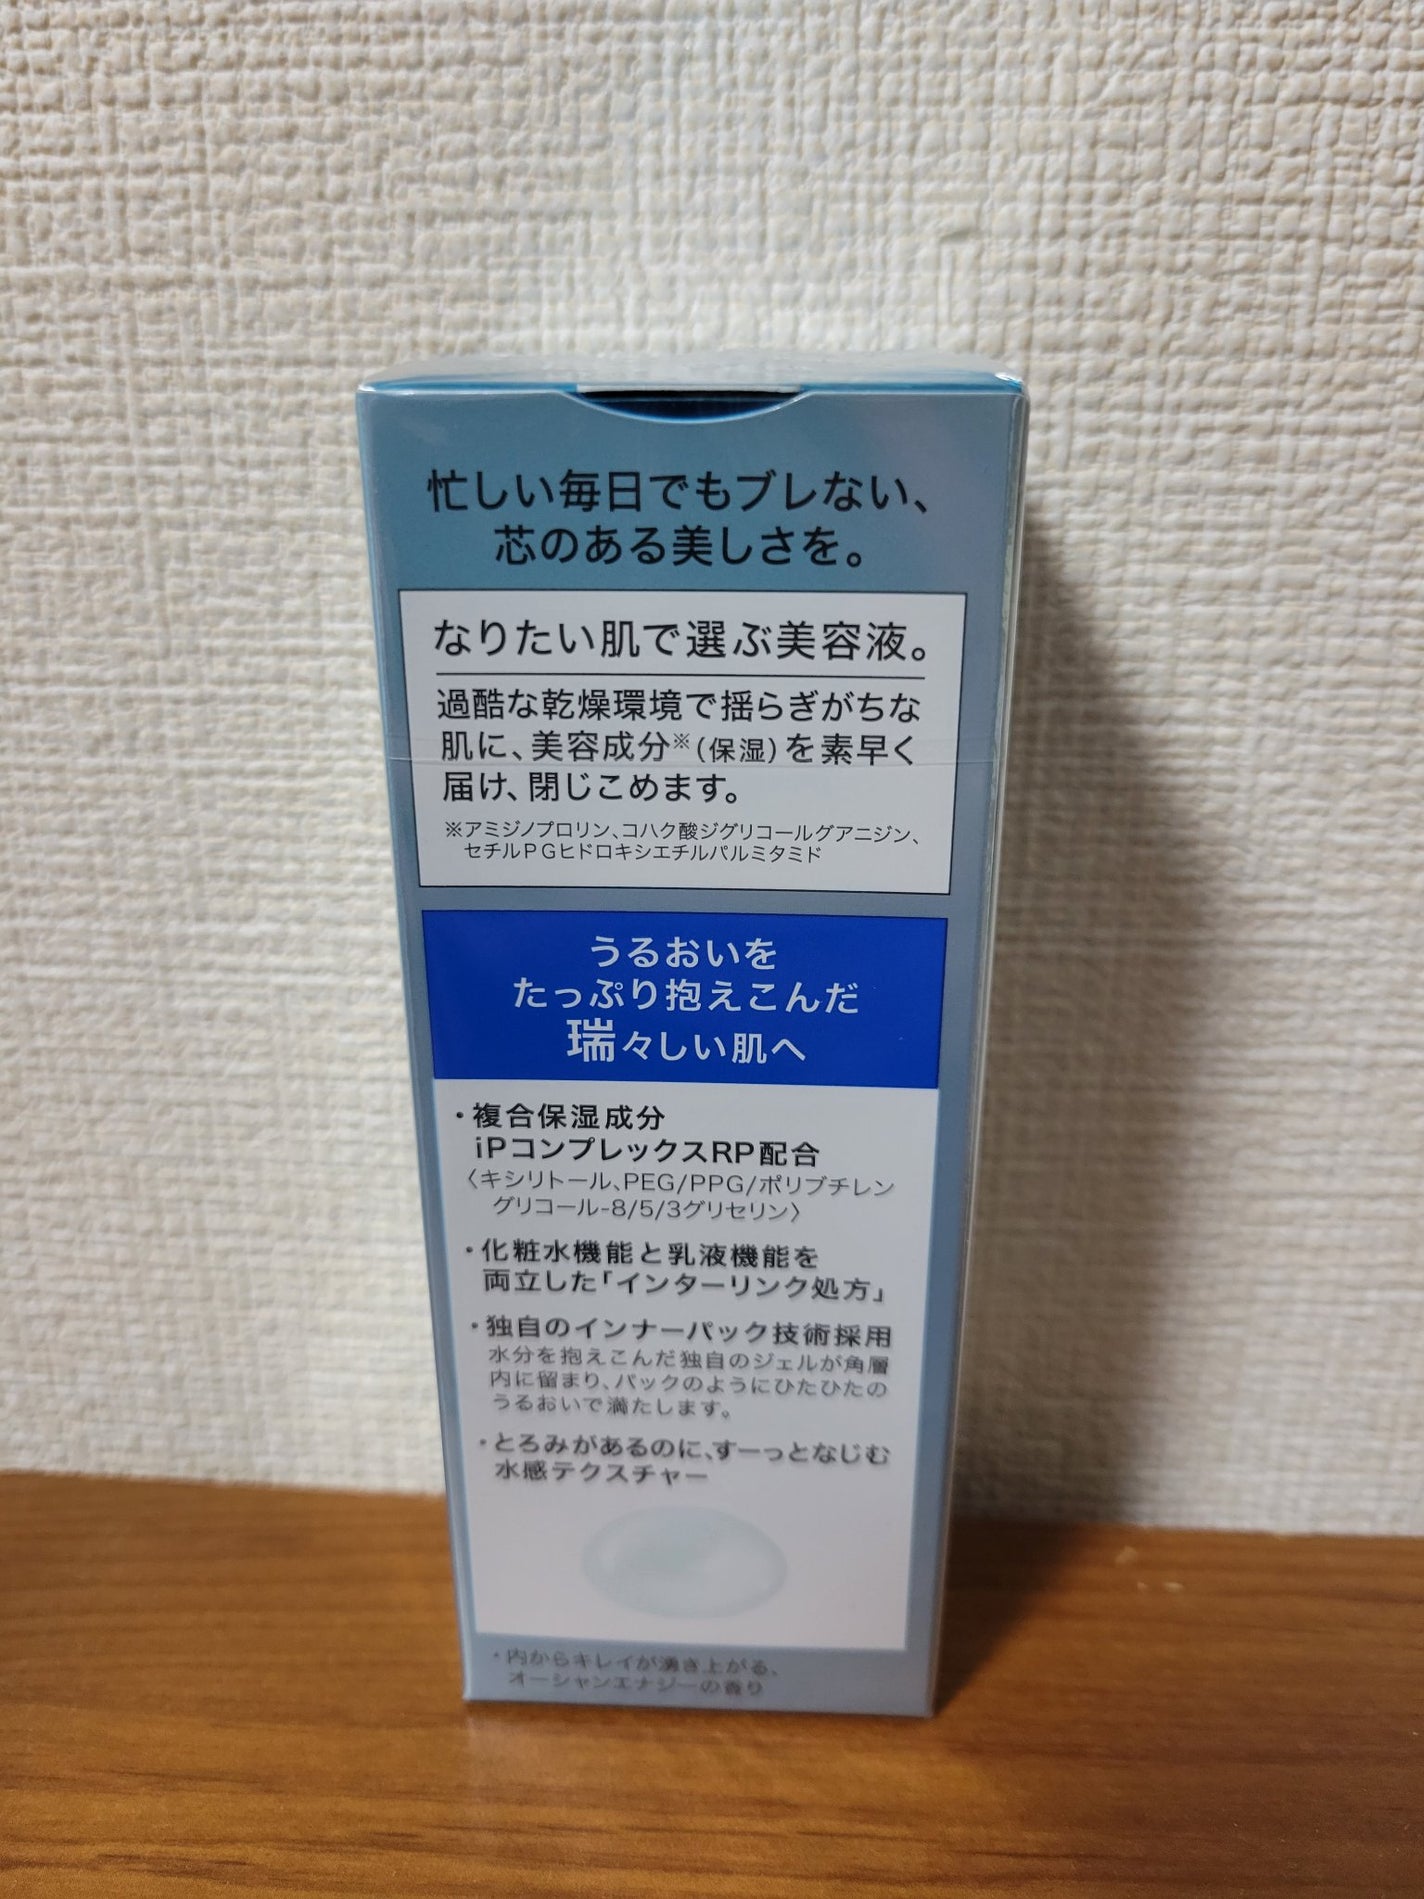 忙しい毎日でもブレない、
芯のある美しさを。
なりたい肌で選ぶ美容液。
過酷な乾燥環境で揺らぎがちな
肌に、美容成分※(保湿)を素早く
届け、閉じこめます。
※アミジノプロリン、コハク酸ジグリコールグアニジン、
セチルPGヒドロキシエチルパルミタミド
うるおいを
たっぷり抱えこんだ
瑞々しい肌へ
・複合保湿成分
iPコンプレックスRP配合
〈キシリトール、PEG/PPG/ポリブチレン
グリコール-8/5/3グリセリン〉
・化粧水機能と乳液機能を
両立した「インターリンク処方」
・独自のインナーパック技術採用
水分を抱えこんだ独自のジェルが角層
内に留まり、パックのようにひたひたの
うるおいで満たします。
・とろみがあるのに、すーっとなじむ
水感テクスチャー
・内からキレイが湧き上がる、
オーシャンエナジーの香り